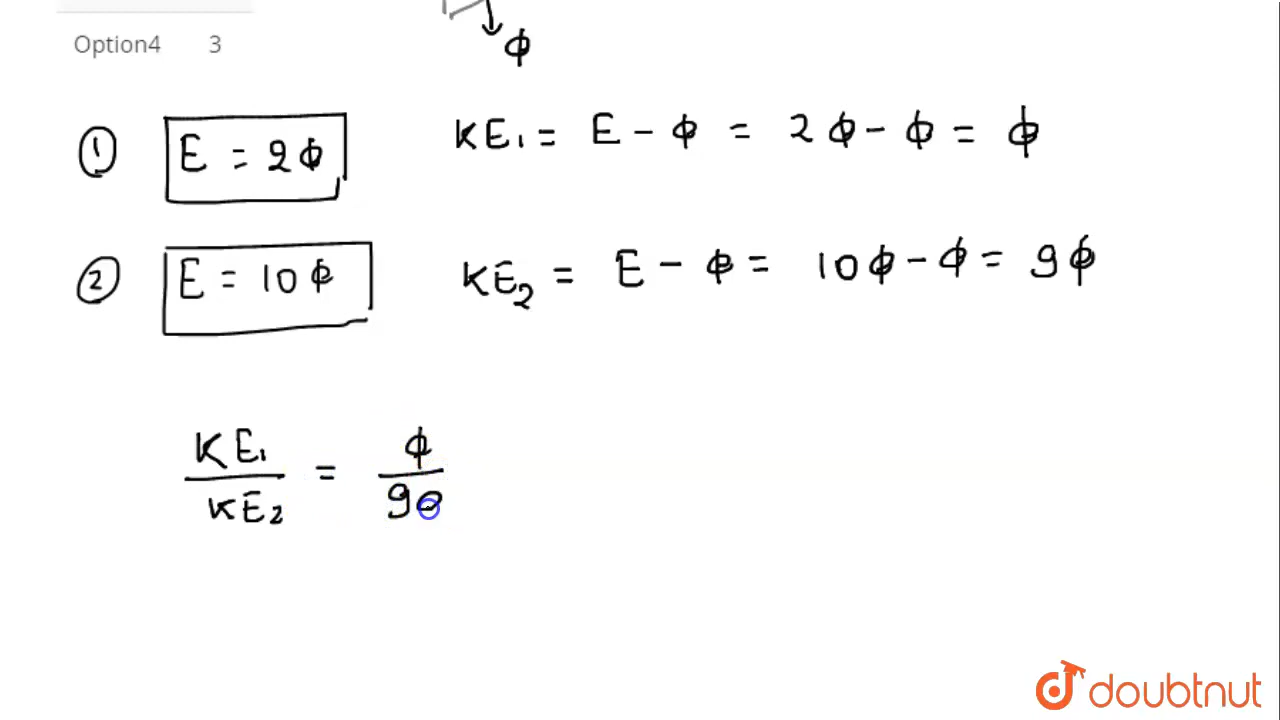 Option4 3
ϕ
① E = 2ϕ KE₁ = E - ϕ = 2ϕ - ϕ = ϕ
② E = 10ϕ KE₂ = E - ϕ = 10ϕ - ϕ = 9ϕ
KE₁ = ϕ
KE₂ 9ϕ
doubtnut